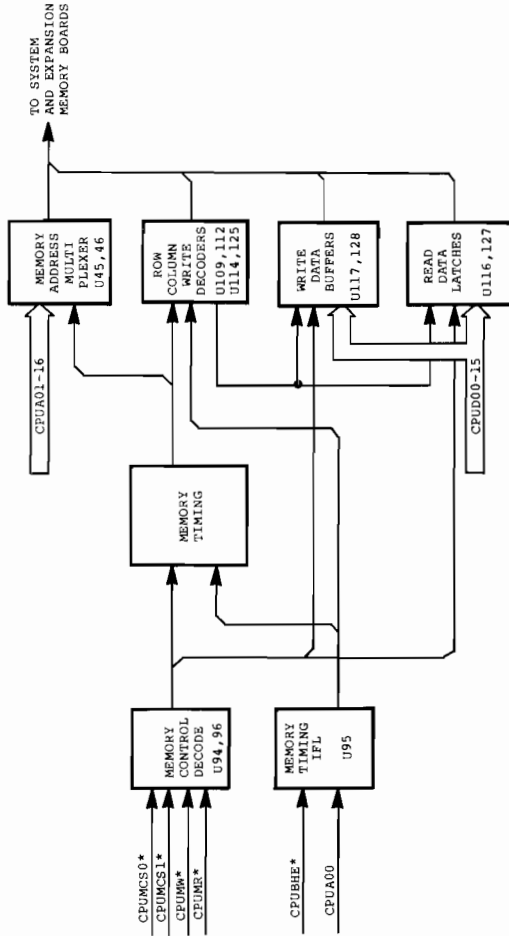 TO SYSTEM
AND EXPANSION
MEMORY BOARDS
CPUA01-16
MEMORY
ADDRESS
MULTI
PLEXER
U45,46
ROW
COLUMN
WRITE
DECODERS
U109,112
U114,125
WRITE
DATA
BUFFERS
U117,128
READ
DATA
LATCHES
U116,127
CPUD00-15
MEMORY
TIMING
MEMORY
CONTROL
DECODE
U94,96
MEMORY
TIMING
IFL
U95
CPUMCS0*
CPUMCS1*
CPUMW*
CPUMR*
CPUBHE*
CPUA00